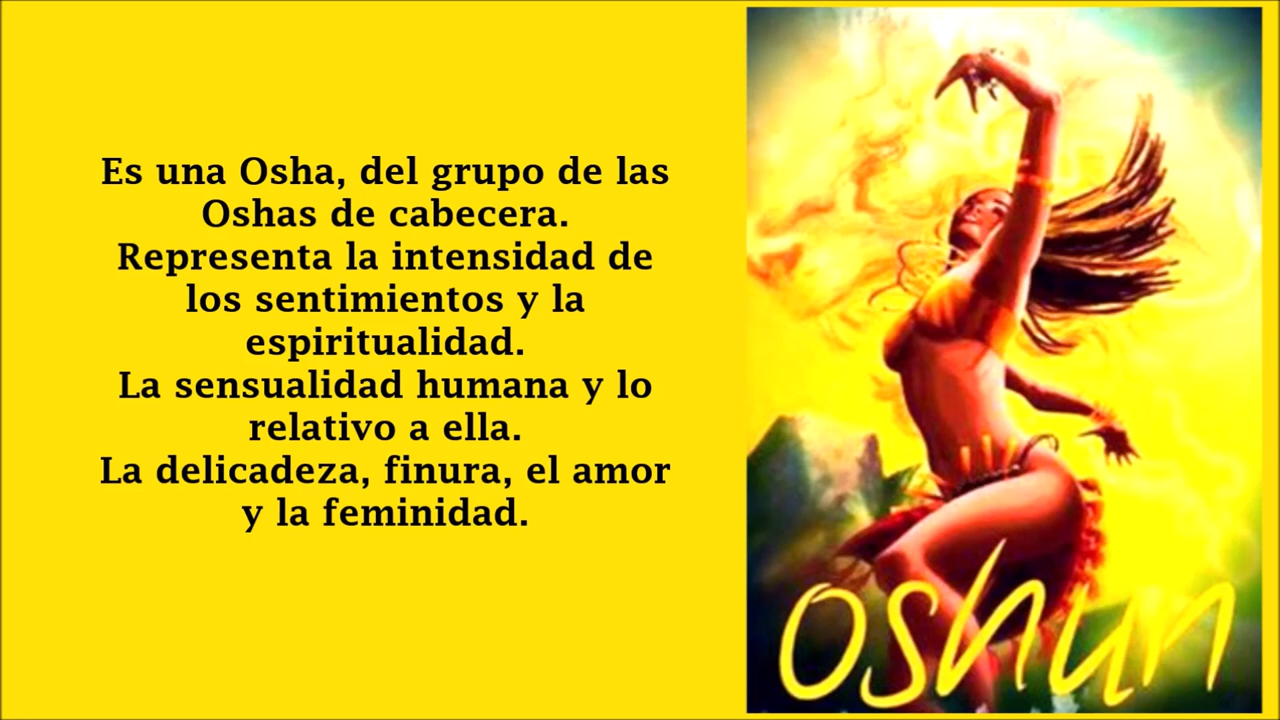 Es una Osha, del grupo de las
Oshas de cabecera.
Representa la intensidad de
los sentimientos y la
espiritualidad.
La sensualidad humana y lo
relativo a ella.
La delicadeza, finura, el amor
y la feminidad.
oshun